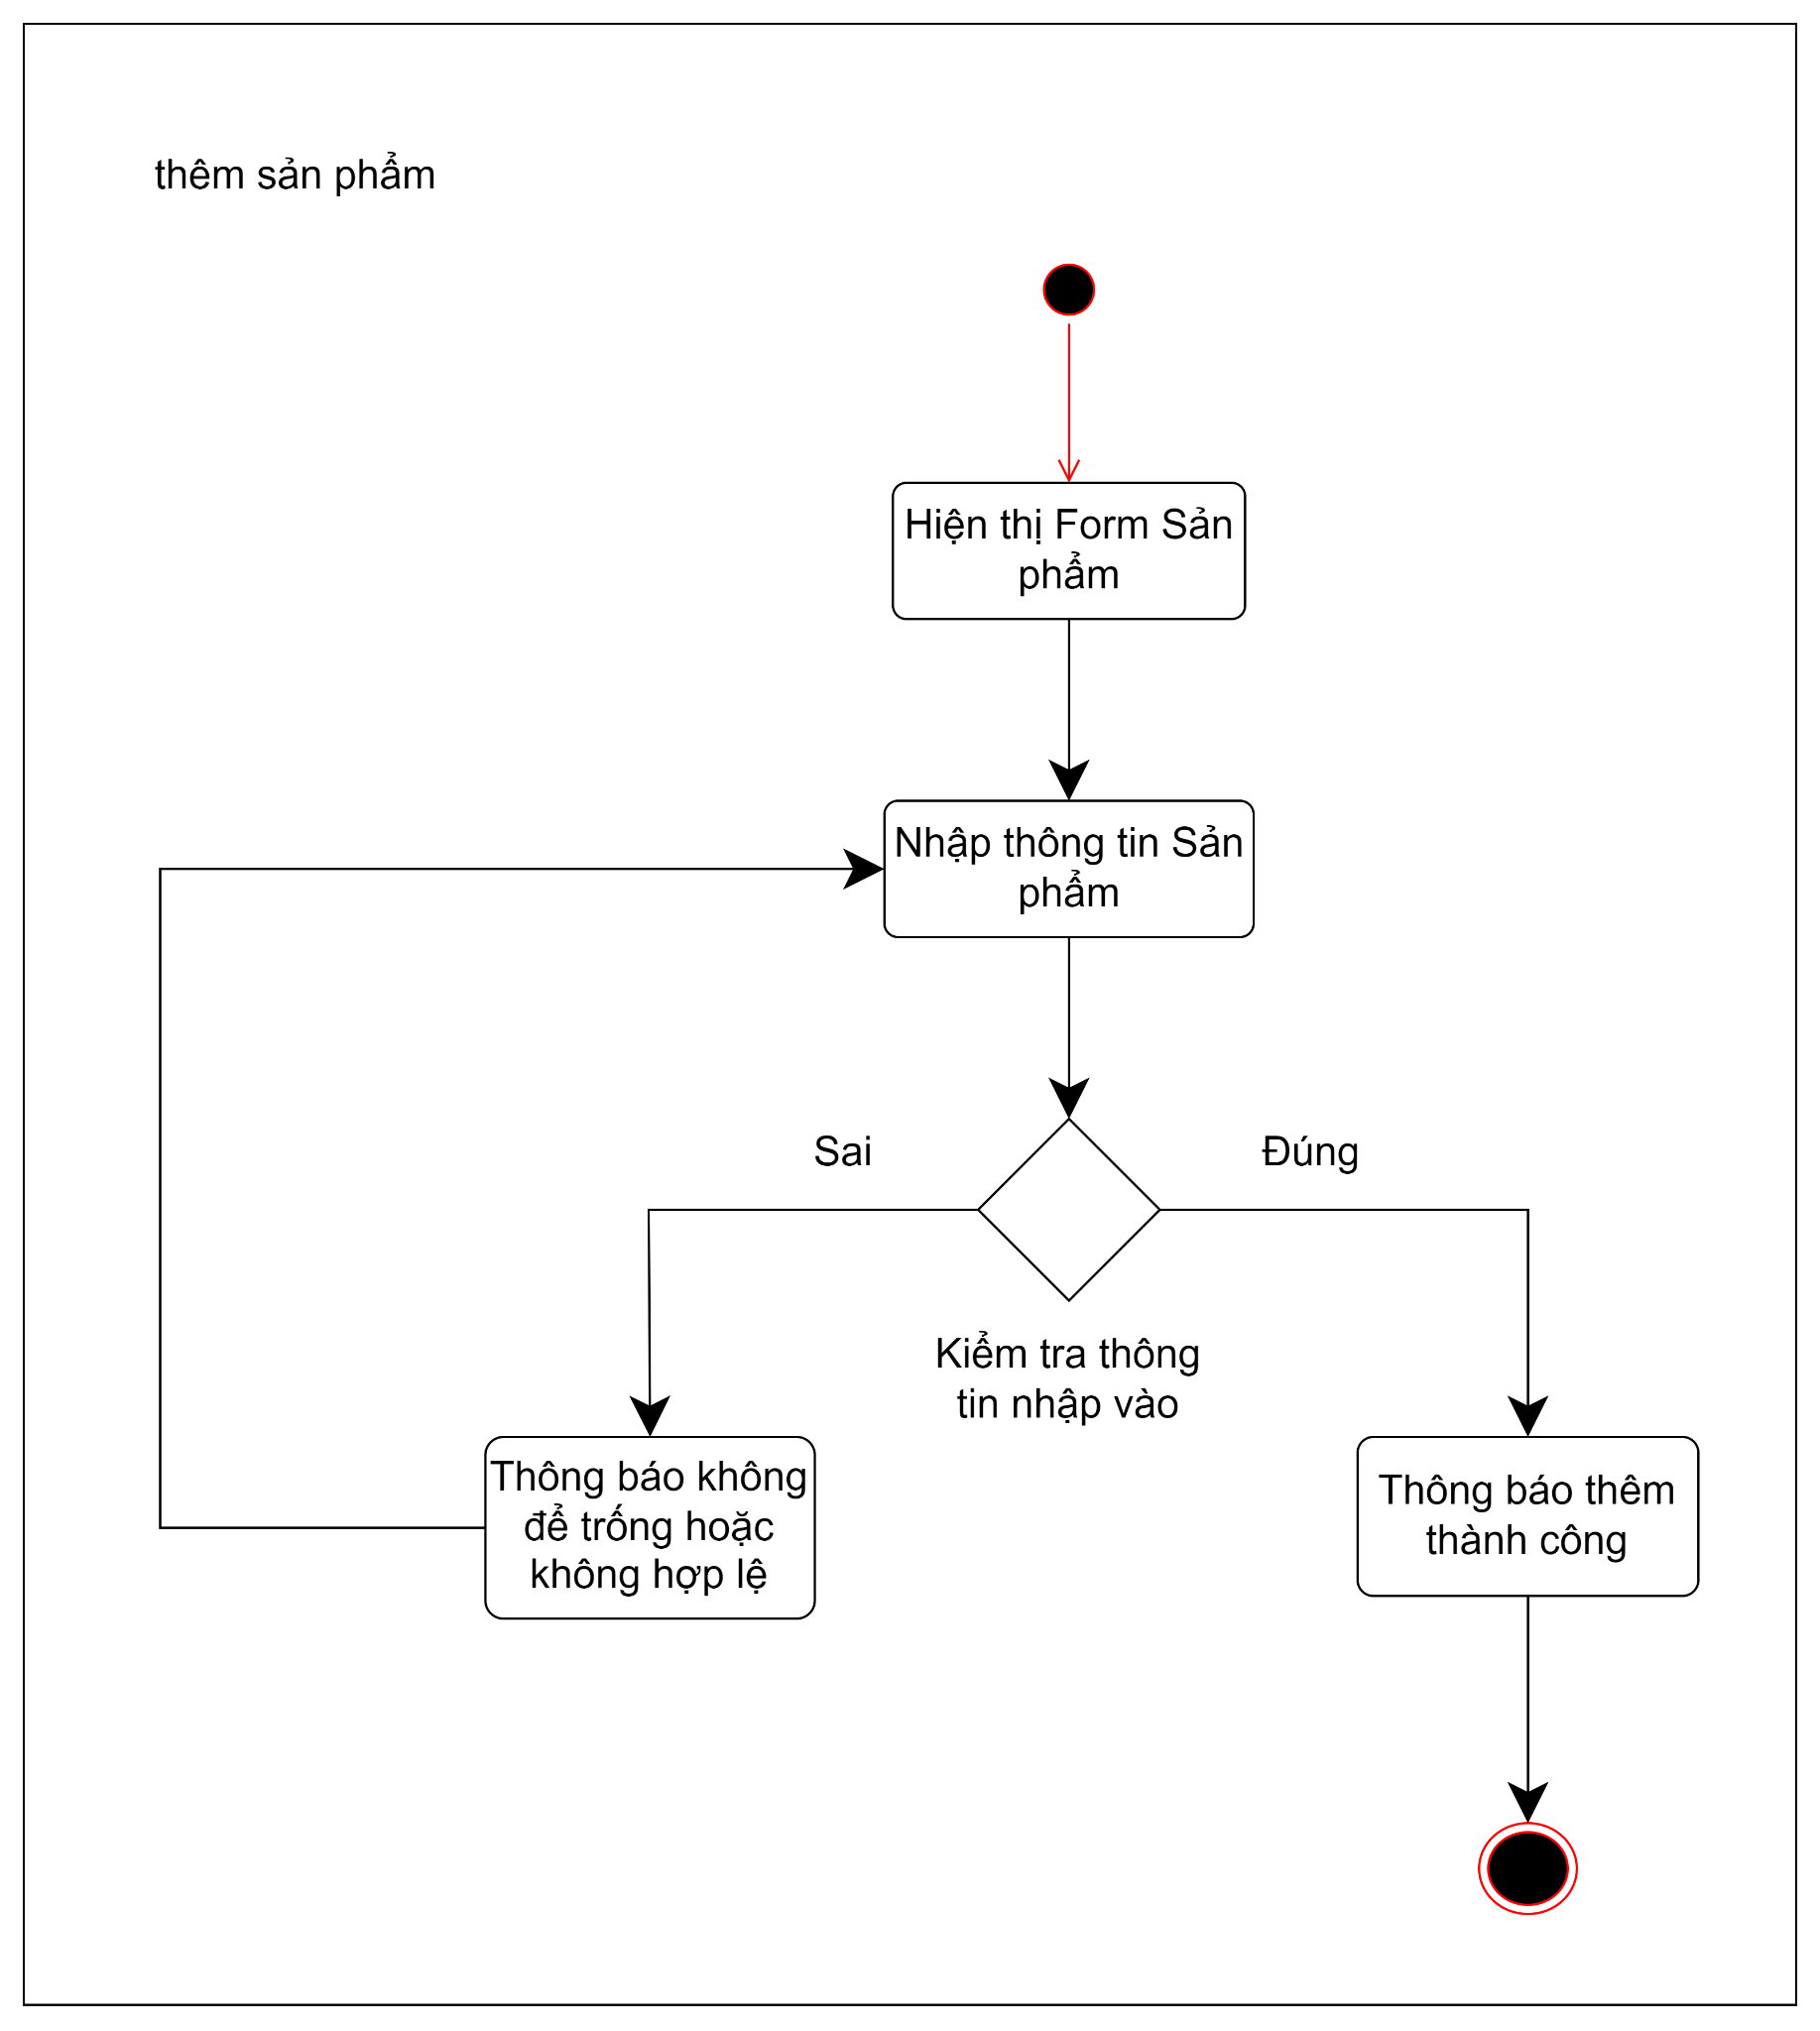 thêm sản phẩm
Hiện thị Form Sản
phẩm
Nhập thông tin Sản
phẩm
Sai
Đúng
Kiểm tra thông
tin nhập vào
Thông báo không
để trống hoặc
không hợp lệ
Thông báo thêm
thành công